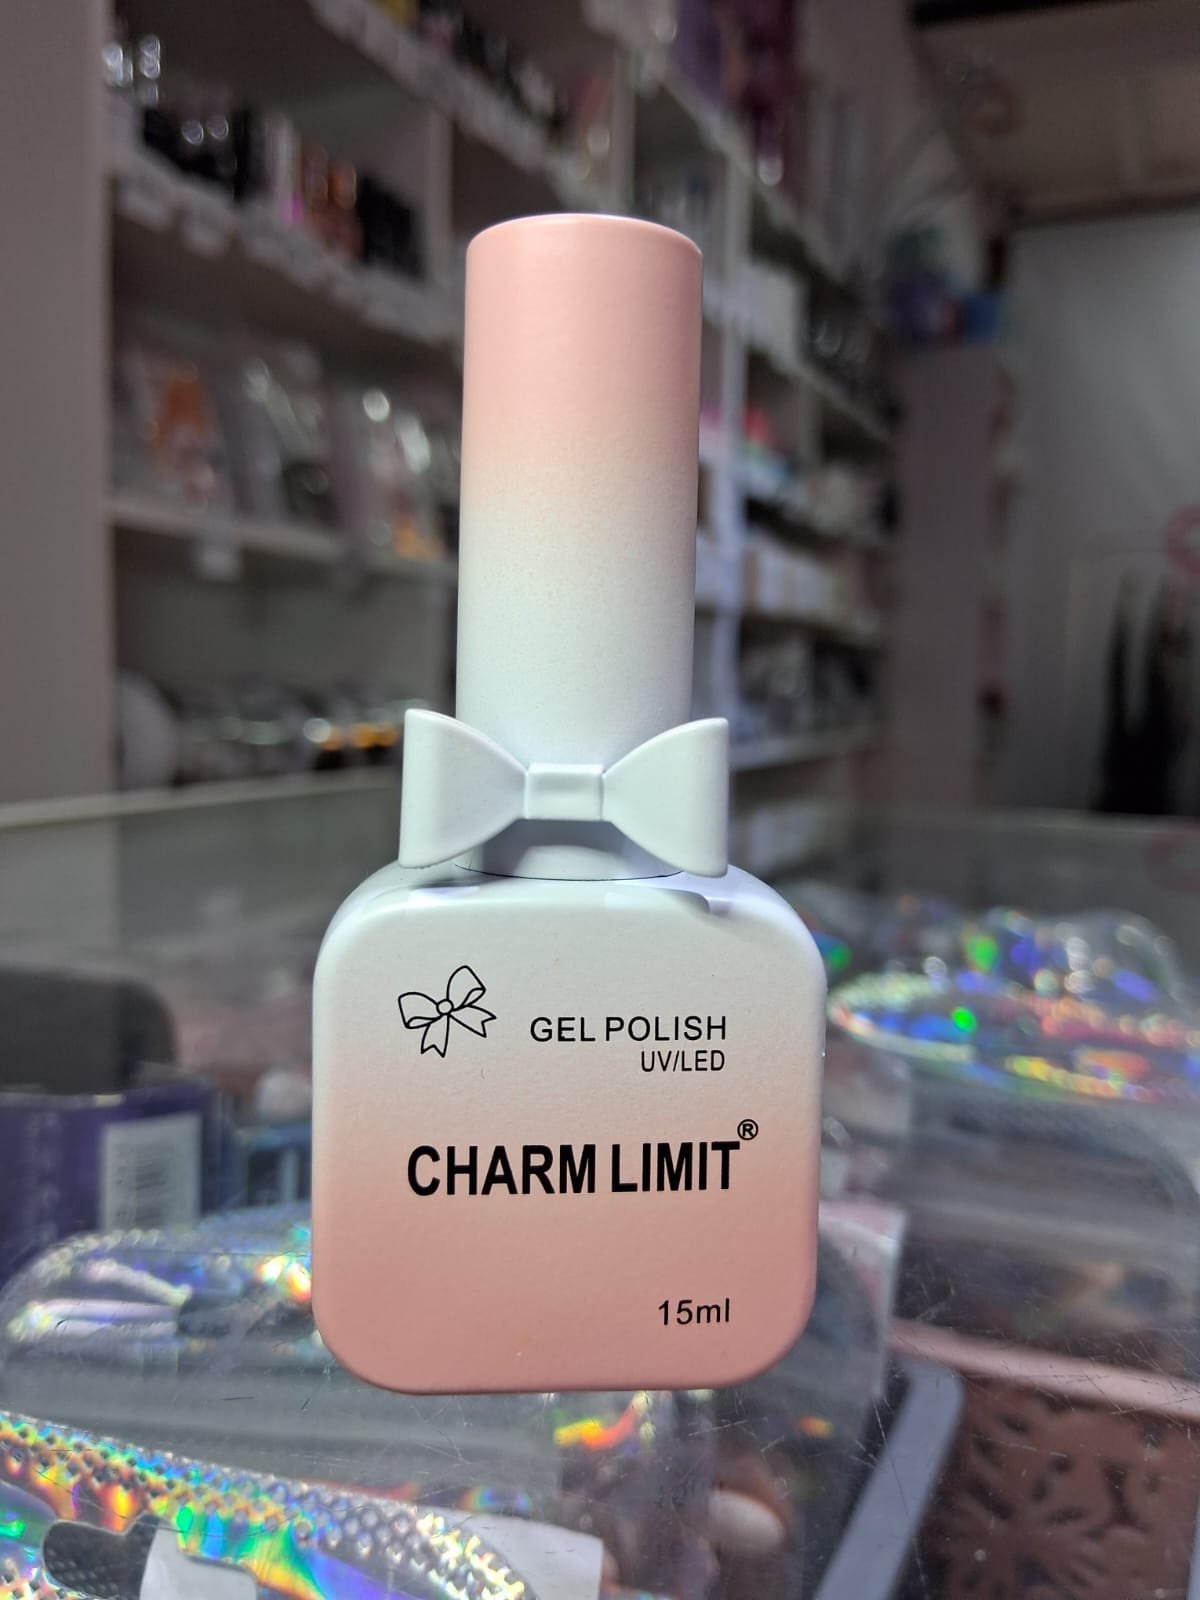 GEL POLISH
UV/LED
CHARM LIMIT®
15ml